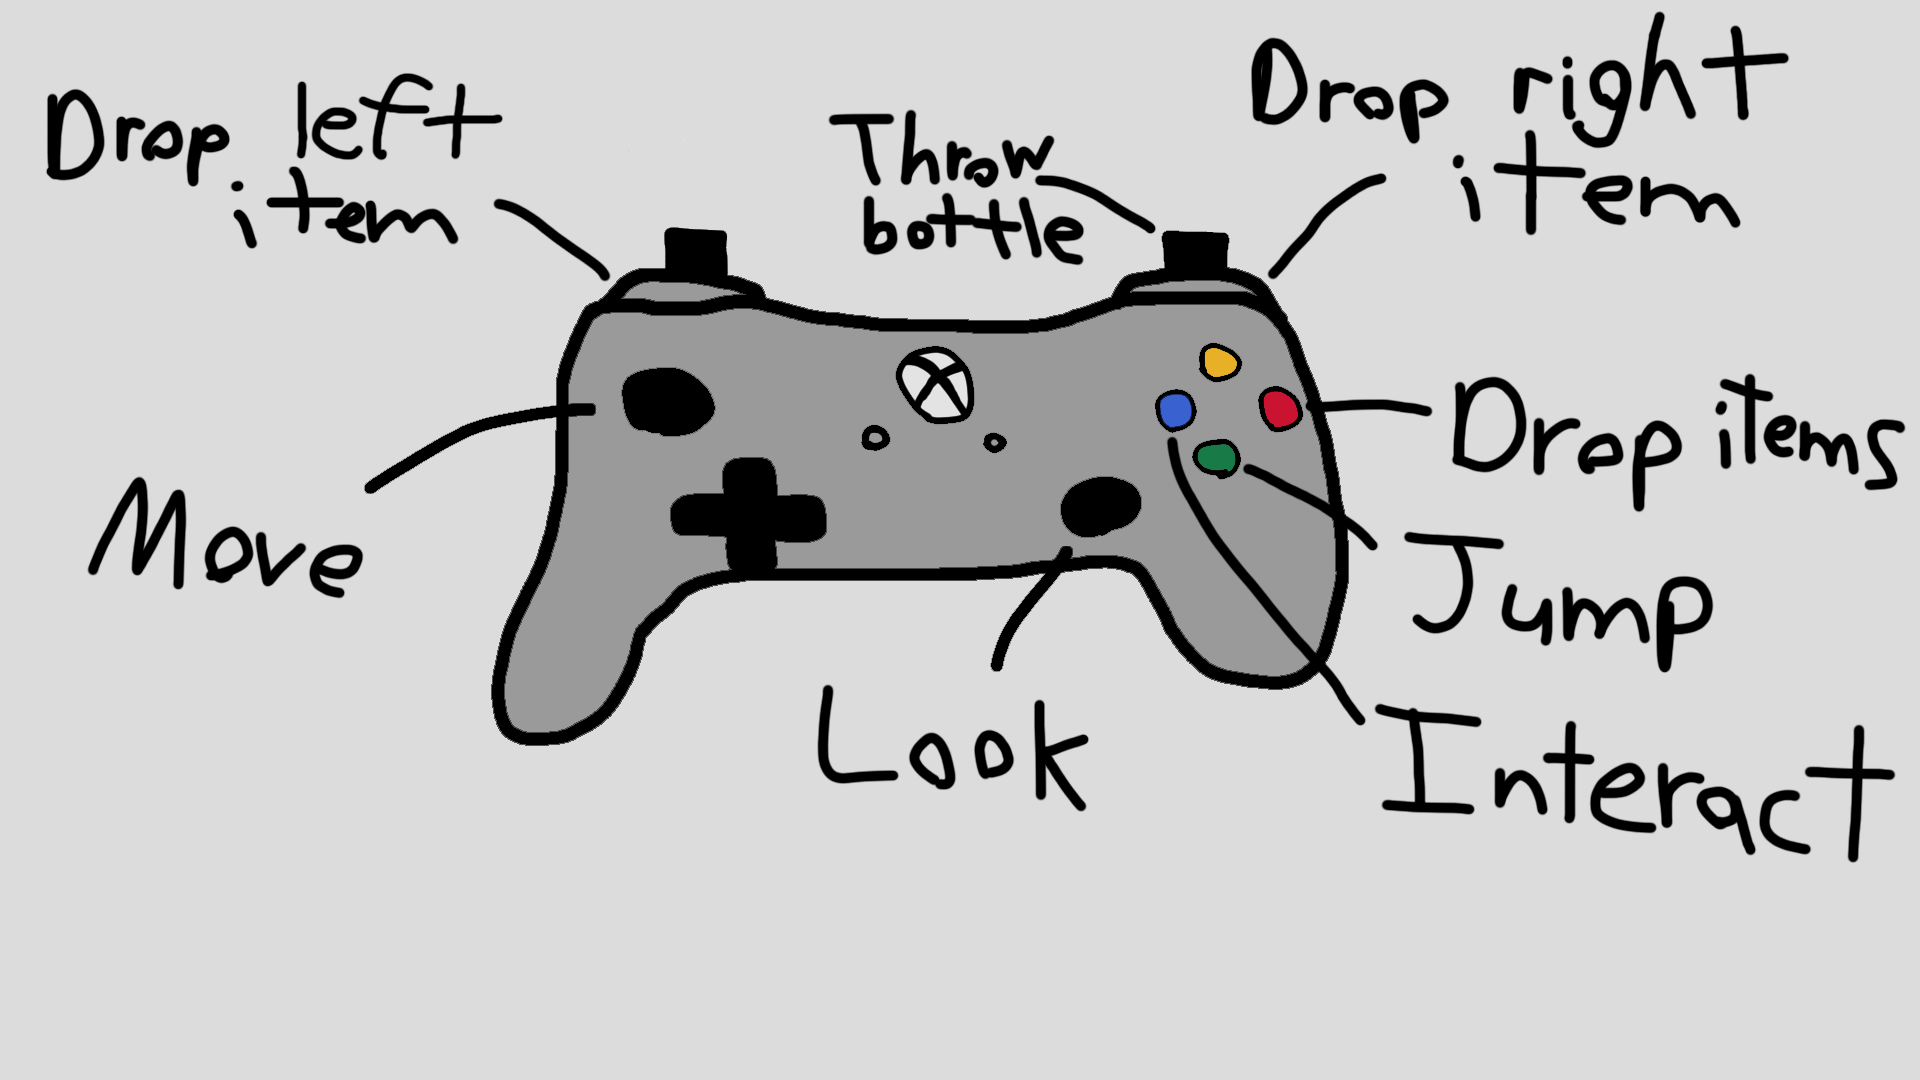 Drop left
item
Throw
bottle
Drop right
item
Move
Drop items
Jump
Look
Interact